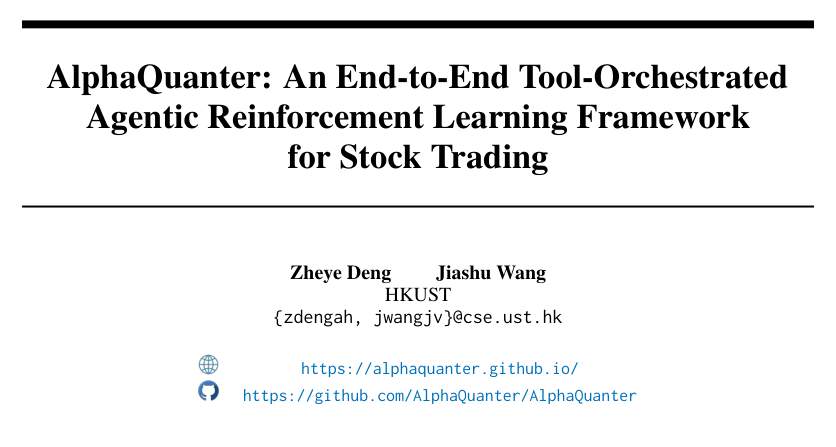 AlphaQuanter: An End-to-End Tool-Orchestrated
Agentic Reinforcement Learning Framework
for Stock Trading
Zheye Deng Jiashu Wang
HKUST
{zdengah, jwangjv}@cse.ust.hk
https://alphaquanter.github.io/
https://github.com/AlphaQuanter/AlphaQuanter